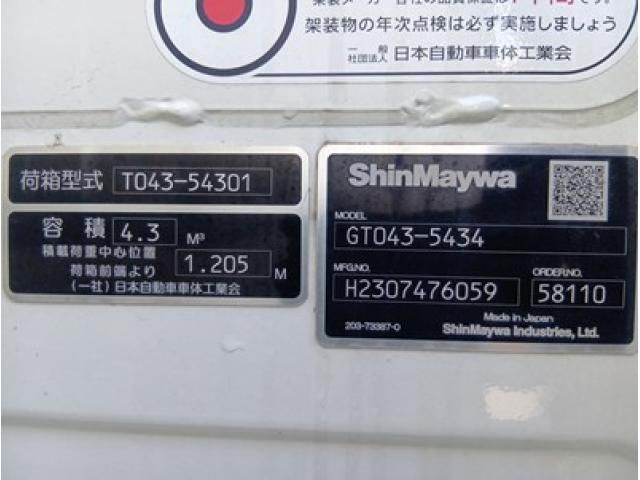 架装物の年次点検は必ず実施しましょう
一般社団法人 日本自動車車体工業会
荷箱型式 T043-54301
容積 4.3 M³
積載荷重中心位置
荷箱前端より 1.205 M
(一社)日本自動車車体工業会
ShinMaywa
MODEL
GT043-5434
MFG.NO. ORDER.NO.
H2307476059 58110
Made in Japan
203-73387-0 ShinMaywa Industries, Ltd.